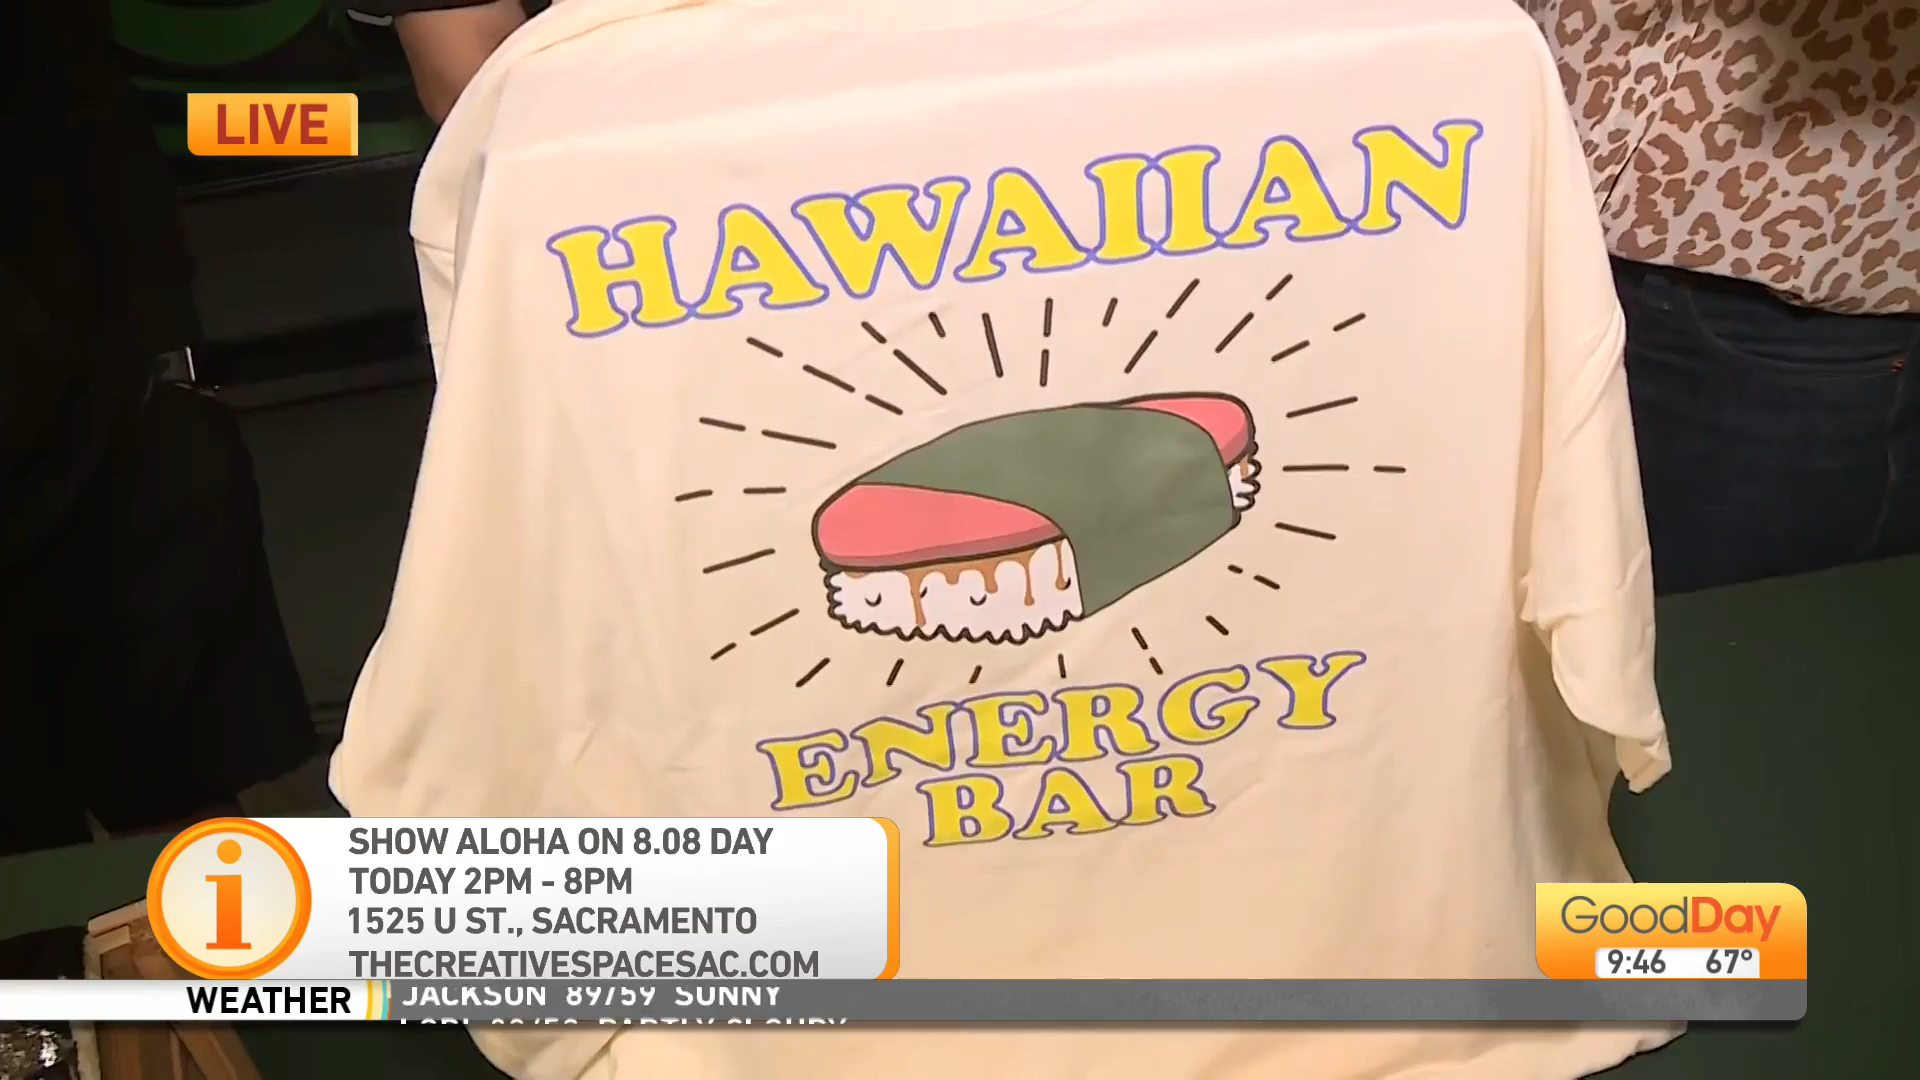 LIVE
HAWAIIAN
ENERGY
BAR
SHOW ALOHA ON 8.08 DAY
TODAY 2PM - 8PM
1525 U ST., SACRAMENTO
THECREATIVESPACESAC.COM
GoodDay
9:46 67°
WEATHER
JACKSON 89/59 SUNNY